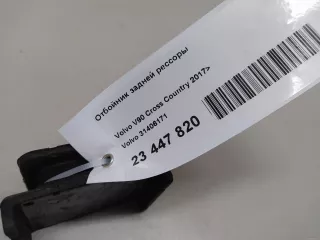 Отбойник задней рессоры
Volvo V90 Cross Country 2017>
Volvo 31406171
23 447 820